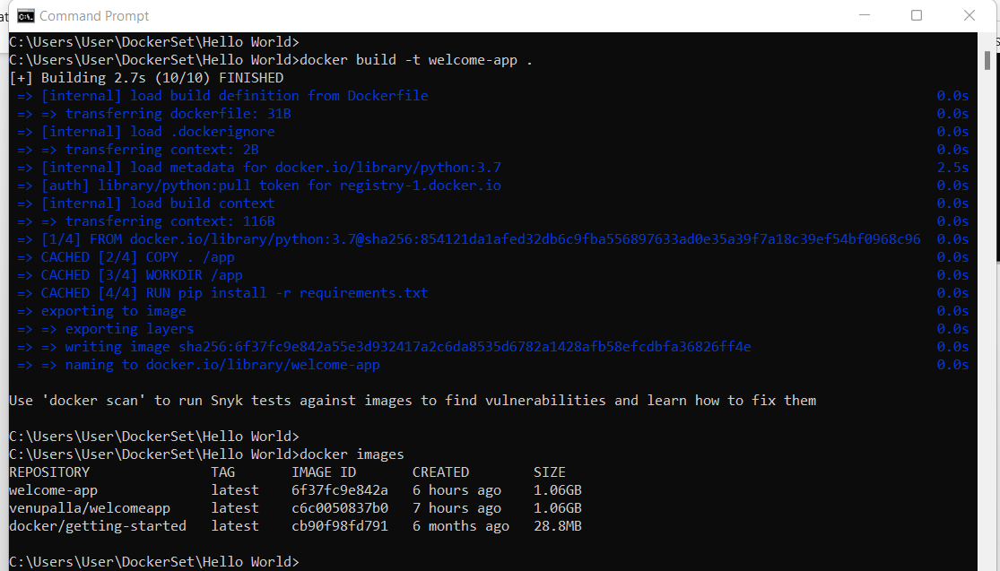 Command Prompt
C:\Users\User\DockerSet\Hello World>
C:\Users\User\DockerSet\Hello World>docker build -t welcome-app .
[+] Building 2.7s (10/10) FINISHED
=> [internal] load build definition from Dockerfile 0.0s
=> => transferring dockerfile: 31B 0.0s
=> [internal] load .dockerignore 0.0s
=> => transferring context: 2B 0.0s
=> [internal] load metadata for docker.io/library/python:3.7 2.5s
=> [auth] library/python:pull token for registry-1.docker.io 0.0s
=> [internal] load build context 0.0s
=> => transferring context: 116B 0.0s
=> [1/4] FROM docker.io/library/python:3.7@sha256:854121da1afed32db6c9fba556897633ad0e35a39f7a18c39ef54bf0968c96 0.0s
=> CACHED [2/4] COPY . /app 0.0s
=> CACHED [3/4] WORKDIR /app 0.0s
=> CACHED [4/4] RUN pip install -r requirements.txt 0.0s
=> exporting to image 0.0s
=> => exporting layers 0.0s
=> => writing image sha256:6f37fc9e842a55e3d932417a2c6da8535d6782a1428afb58efcdbfa36826ff4e 0.0s
=> => naming to docker.io/library/welcome-app 0.0s
Use 'docker scan' to run Snyk tests against images to find vulnerabilities and learn how to fix them
C:\Users\User\DockerSet\Hello World>
C:\Users\User\DockerSet\Hello World>docker images
REPOSITORY TAG IMAGE ID CREATED SIZE
welcome-app latest 6f37fc9e842a 6 hours ago 1.06GB
venupalla/welcomeapp latest c6c0050837b0 7 hours ago 1.06GB
docker/getting-started latest cb90f98fd791 6 months ago 28.8MB
C:\Users\User\DockerSet\Hello World>